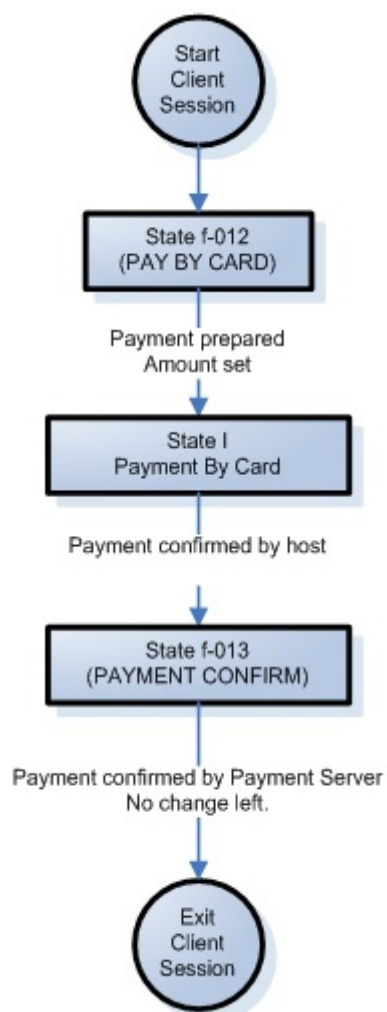 Start
Client
Session
State f-012
(PAY BY CARD)
Payment prepared
Amount set
State I
Payment By Card
Payment confirmed by host
State f-013
(PAYMENT CONFIRM)
Payment confirmed by Payment Server
No change left.
Exit
Client
Session